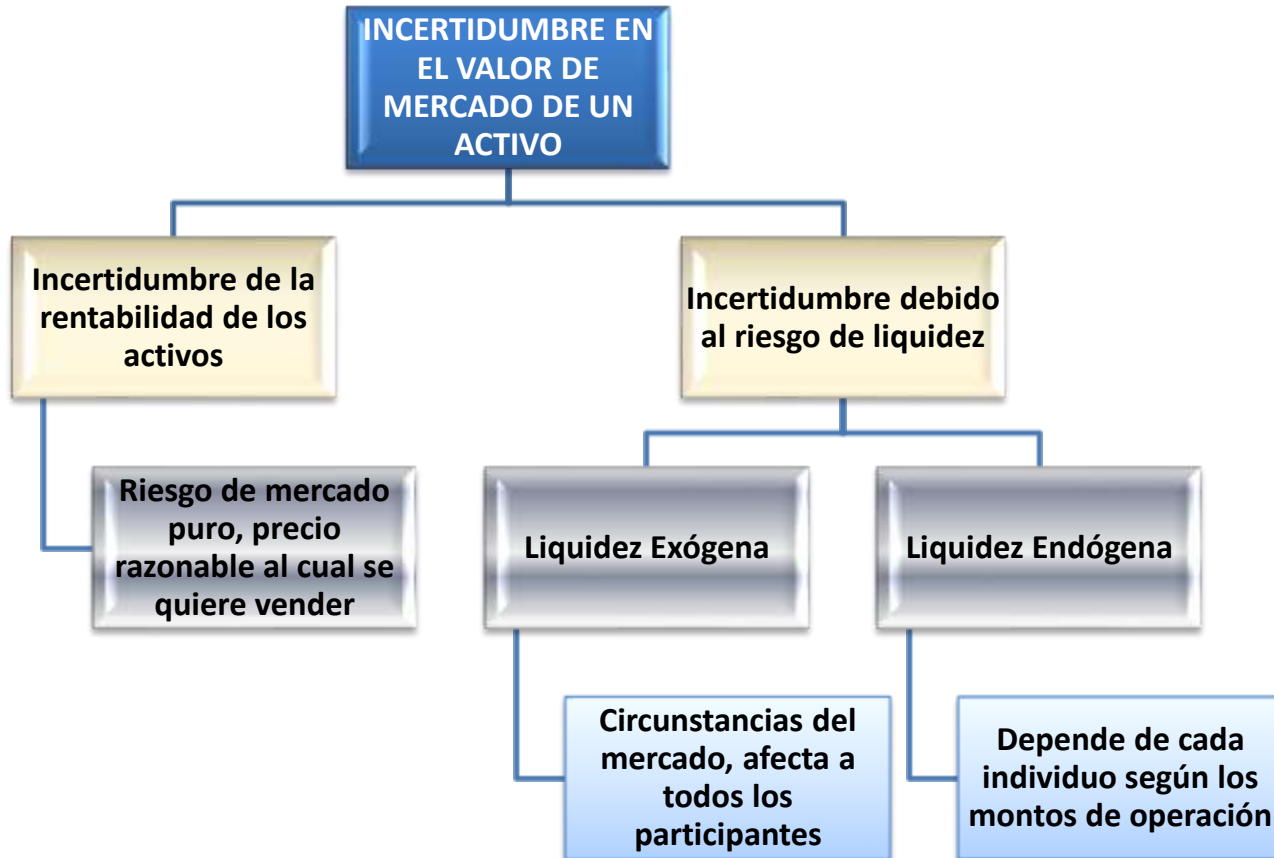 INCERTIDUMBRE EN
EL VALOR DE
MERCADO DE UN
ACTIVO
Incertidumbre de la
rentabilidad de los
activos
Incertidumbre debido
al riesgo de liquidez
Riesgo de mercado
puro, precio
razonable al cual se
quiere vender
Liquidez Exógena
Liquidez Endógena
Circunstancias del
mercado, afecta a
todos los
participantes
Depende de cada
individuo según los
montos de operación